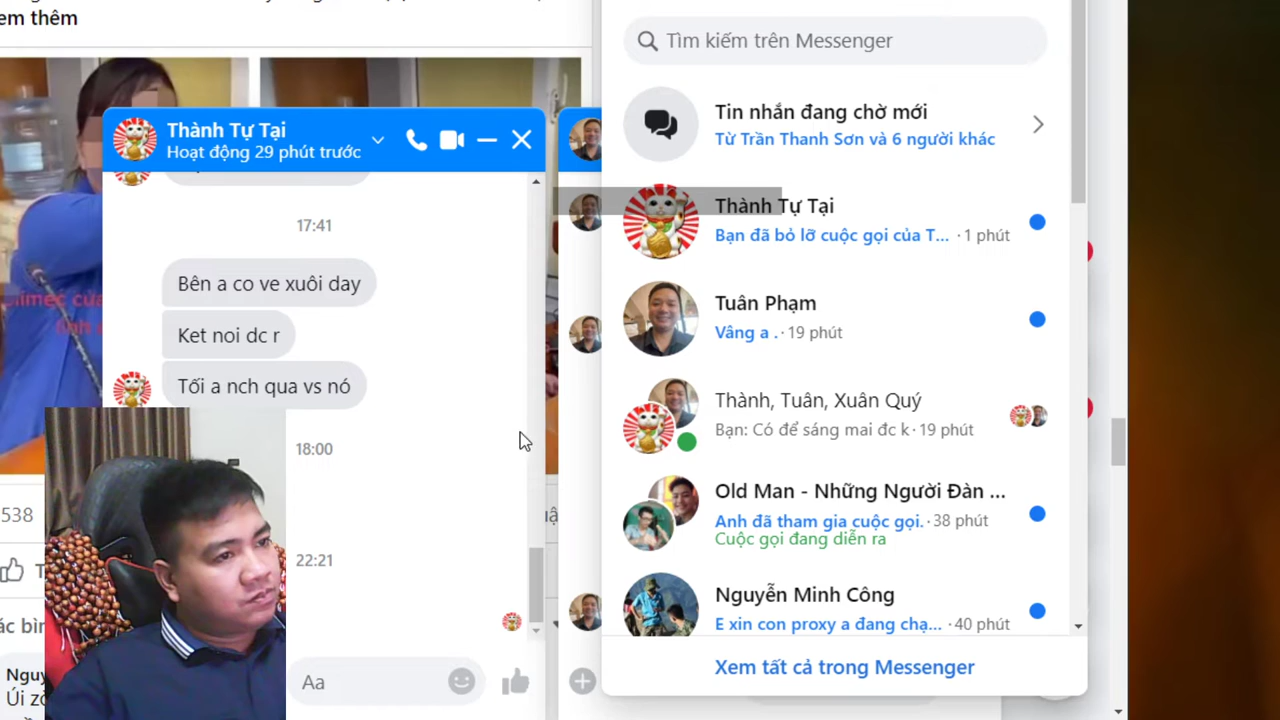 em thêm
Thành Tự Tại
Hoạt động 29 phút trước
17:41
Bên a co ve xuôi day
Ket noi dc r
Tối a nch qua vs nó
18:00
22:21
Aa
538
Tìm kiếm trên Messenger
Tin nhắn đang chờ mới
Từ Trần Thanh Sơn và 6 người khác
Thành Tự Tại
Bạn đã bỏ lỡ cuộc gọi của T... · 1 phút
Tuân Phạm
Vâng a . · 19 phút
Thành, Tuân, Xuân Quý
Bạn: Có để sáng mai đc k · 19 phút
Old Man - Những Người Đàn ...
Anh đã tham gia cuộc gọi. · 38 phút
Cuộc gọi đang diễn ra
Nguyễn Minh Công
E xin con proxy a đang chạ... · 40 phút
Xem tất cả trong Messenger